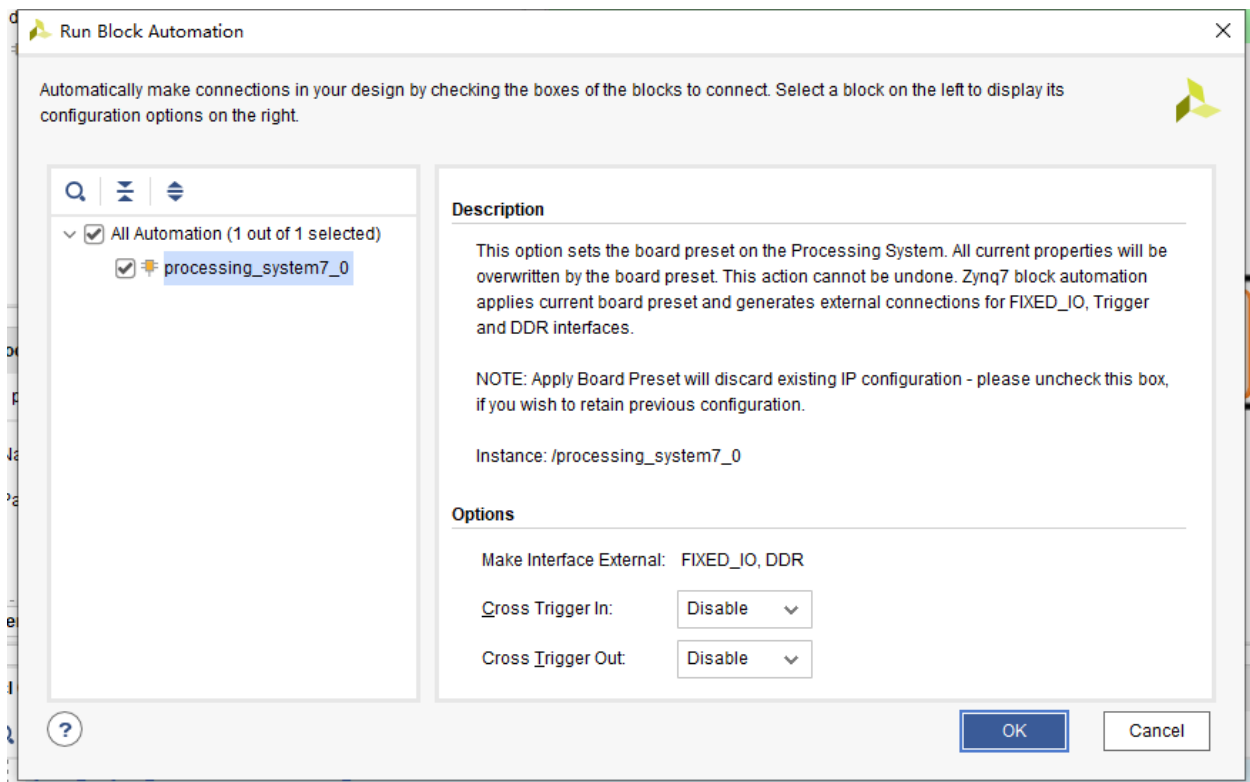 Run Block Automation
Automatically make connections in your design by checking the boxes of the blocks to connect. Select a block on the left to display its
configuration options on the right.
All Automation (1 out of 1 selected)
processing_system7_0
Description
This option sets the board preset on the Processing System. All current properties will be
overwritten by the board preset. This action cannot be undone. Zynq7 block automation
applies current board preset and generates external connections for FIXED_IO, Trigger
and DDR interfaces.
NOTE: Apply Board Preset will discard existing IP configuration - please uncheck this box,
if you wish to retain previous configuration.
Instance: /processing_system7_0
Options
Make Interface External: FIXED_IO, DDR
Cross Trigger In: Disable
Cross Trigger Out: Disable
?
OK
Cancel